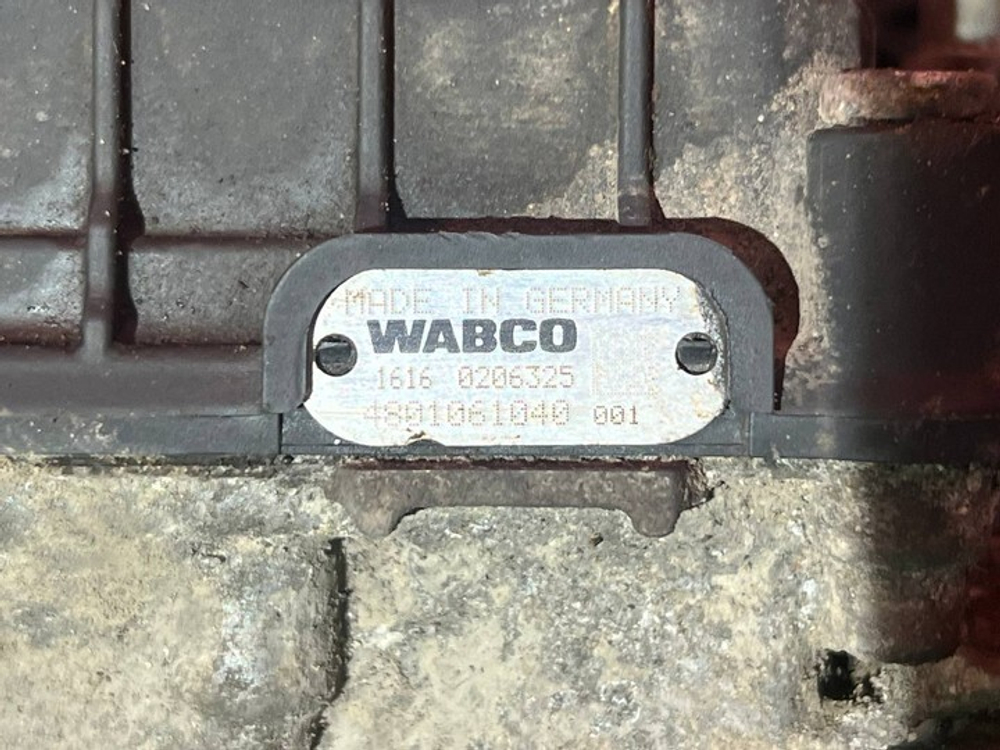 MADE IN GERMANY
WABCO
1616 0206325
4801061040 001